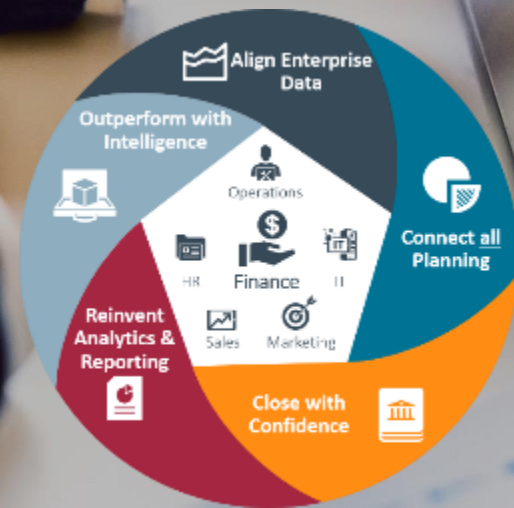 Align Enterprise
Data
Outperform with
Intelligence
Operations
Connect all
Planning
$
HR
Finance
IT
IT
Reinvent
Analytics &
Reporting
Sales
Marketing
Close with
Confidence